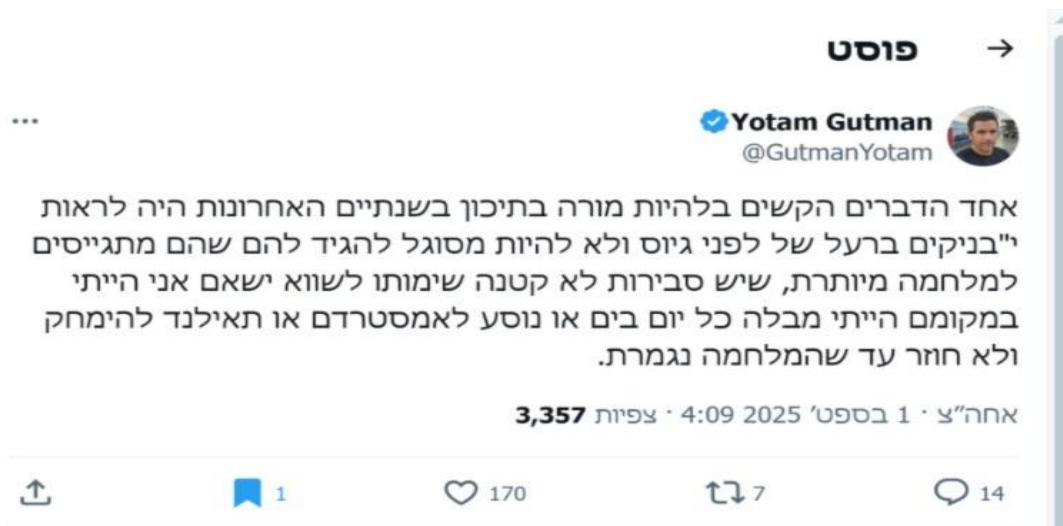 פוסט
Yotam Gutman
@GutmanYotam
אחד הדברים הקשים בלהיות מורה בתיכון בשנתיים האחרונות היה לראות
י"בניקים ברעל של לפני גיוס ולא להיות מסוגל להגיד להם שהם מתגייסים
למלחמה מיותרת, שיש סבירות לא קטנה שימותו לשווא ישאם אני הייתי
במקומם הייתי מבלה כל יום בים או נוסע לאמסטרדם או תאילנד להימחק
ולא חוזר עד שהמלחמה נגמרת.
אחה"צ · 1 בספט' 2025 4:09 · צפיות 3,357
14 7 170 1